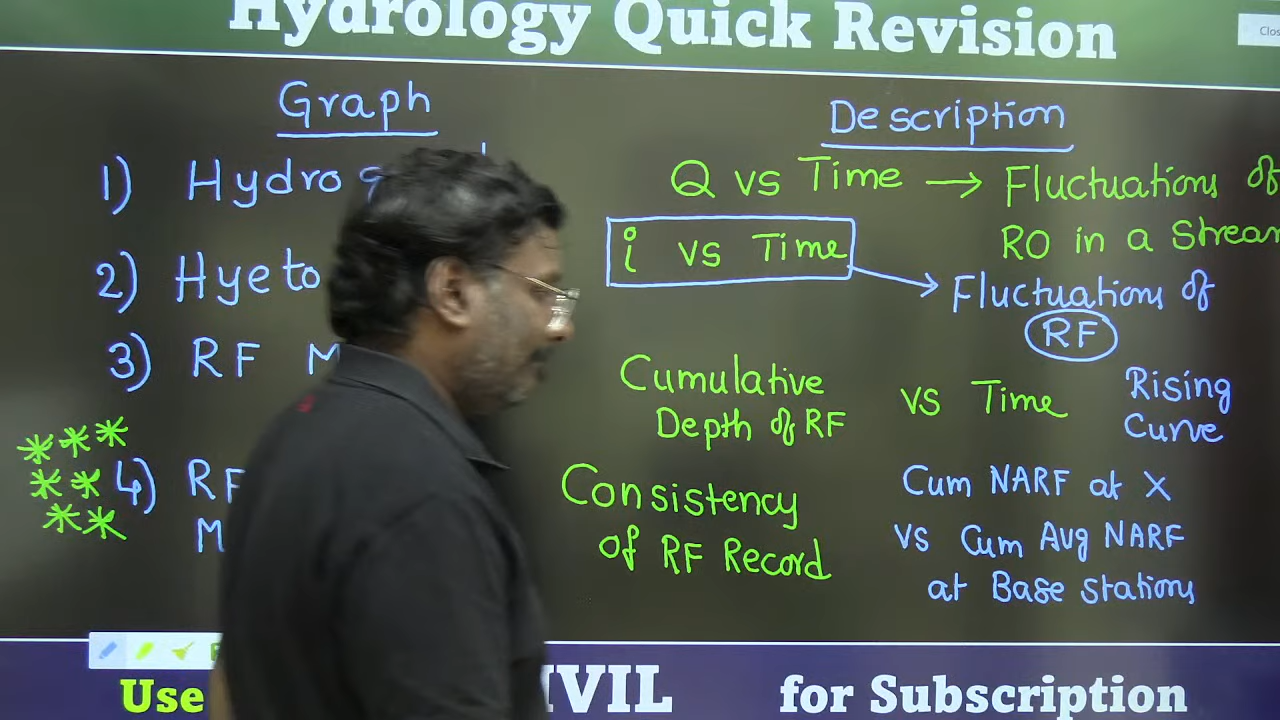 Hydrology Quick Revision
Clos
Graph
Description
1) Hydro
Q vs Time → Fluctuations of
RO in a Stream
2) Hyeto
i vs Time
Fluctuations of
RF
3) RF M
Cumulative
Depth of RF
vs Time
Rising
Curve
4) RF
M
Consistency
of RF Record
Cum NARF at X
vs Cum Avg NARF
at Base Stations
Use
IVIL
for Subscription